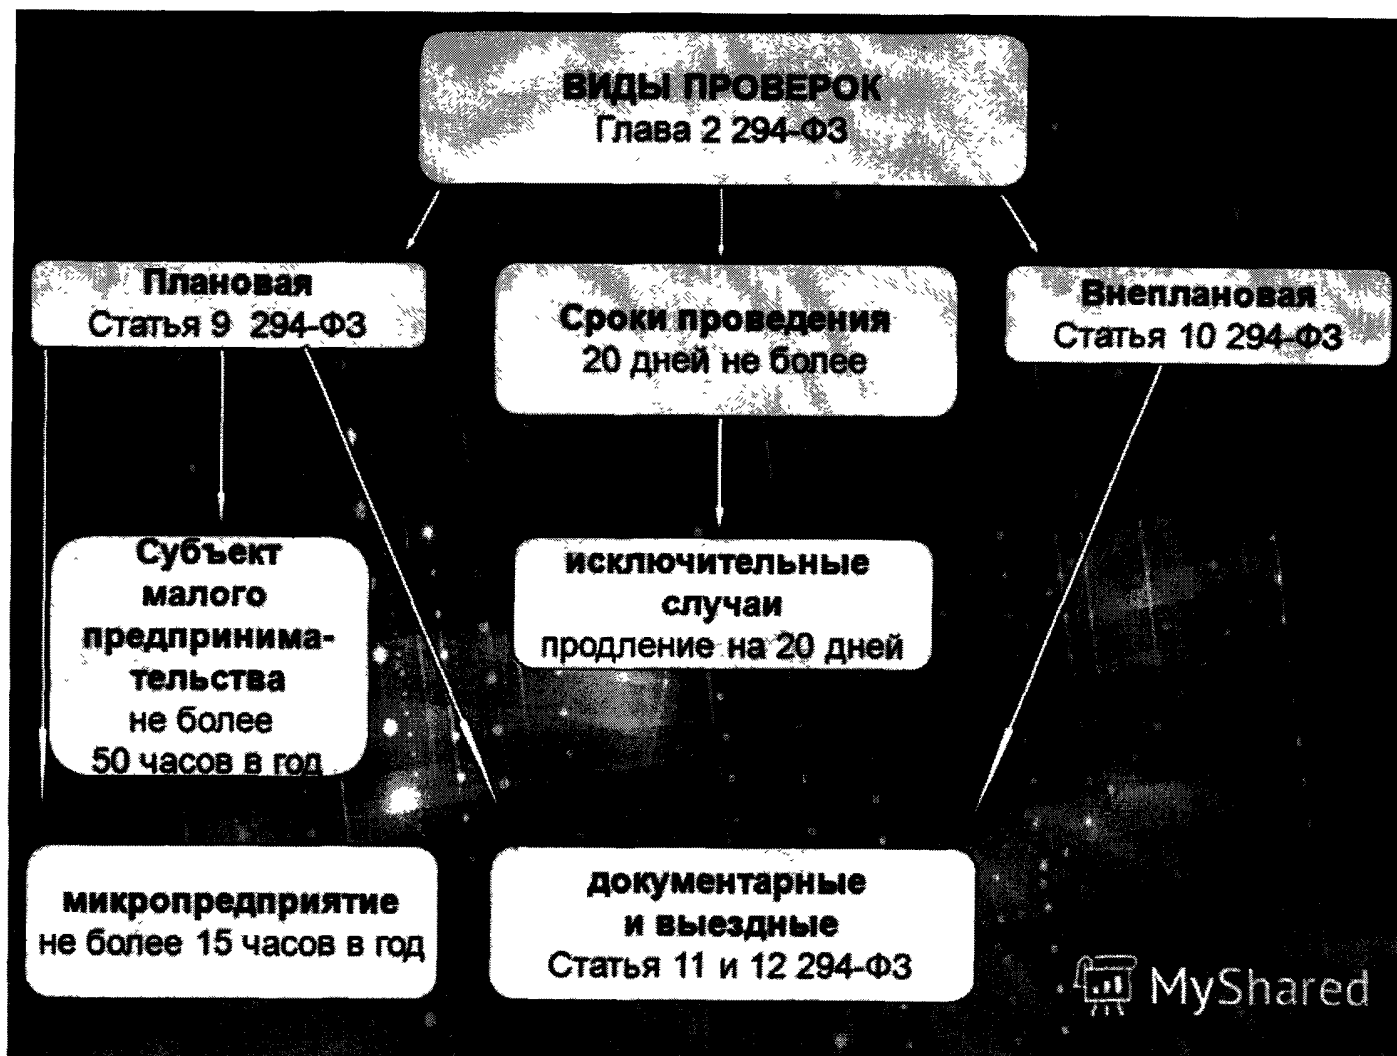 ВИДЫ ПРОВЕРОК
Глава 2 294-ФЗ
Плановая
Статья 9 294-ФЗ
Сроки проведения
20 дней не более
Внеплановая
Статья 10 294-ФЗ
Субъект
малого
предпринима-
тельства
не более
50 часов в год
исключительные
случаи
продление на 20 дней
микропредприятие
не более 15 часов в год
документарные
и выездные
Статья 11 и 12 294-ФЗ
MyShared